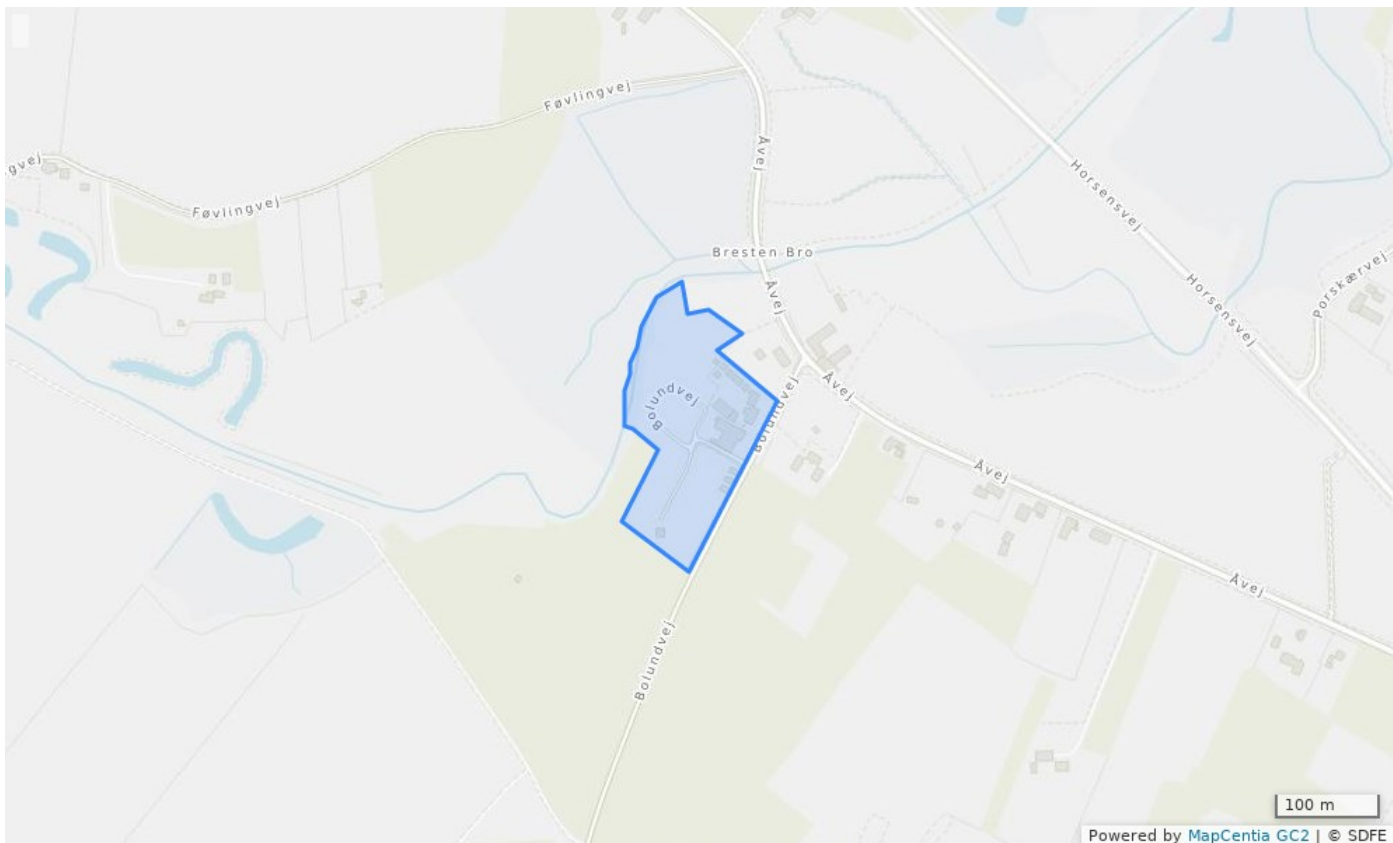 Føvlingvej
Åvej
gvej
Horsensvej
Føvlingvej
Bresten Bro
Horsensvej
Porskærvej
Åvej
Bolundvej
Åvej
Bolundvej
Åvej
Åvej
Bolundvej
100 m
Powered by MapCentia GC2 | © SDFE